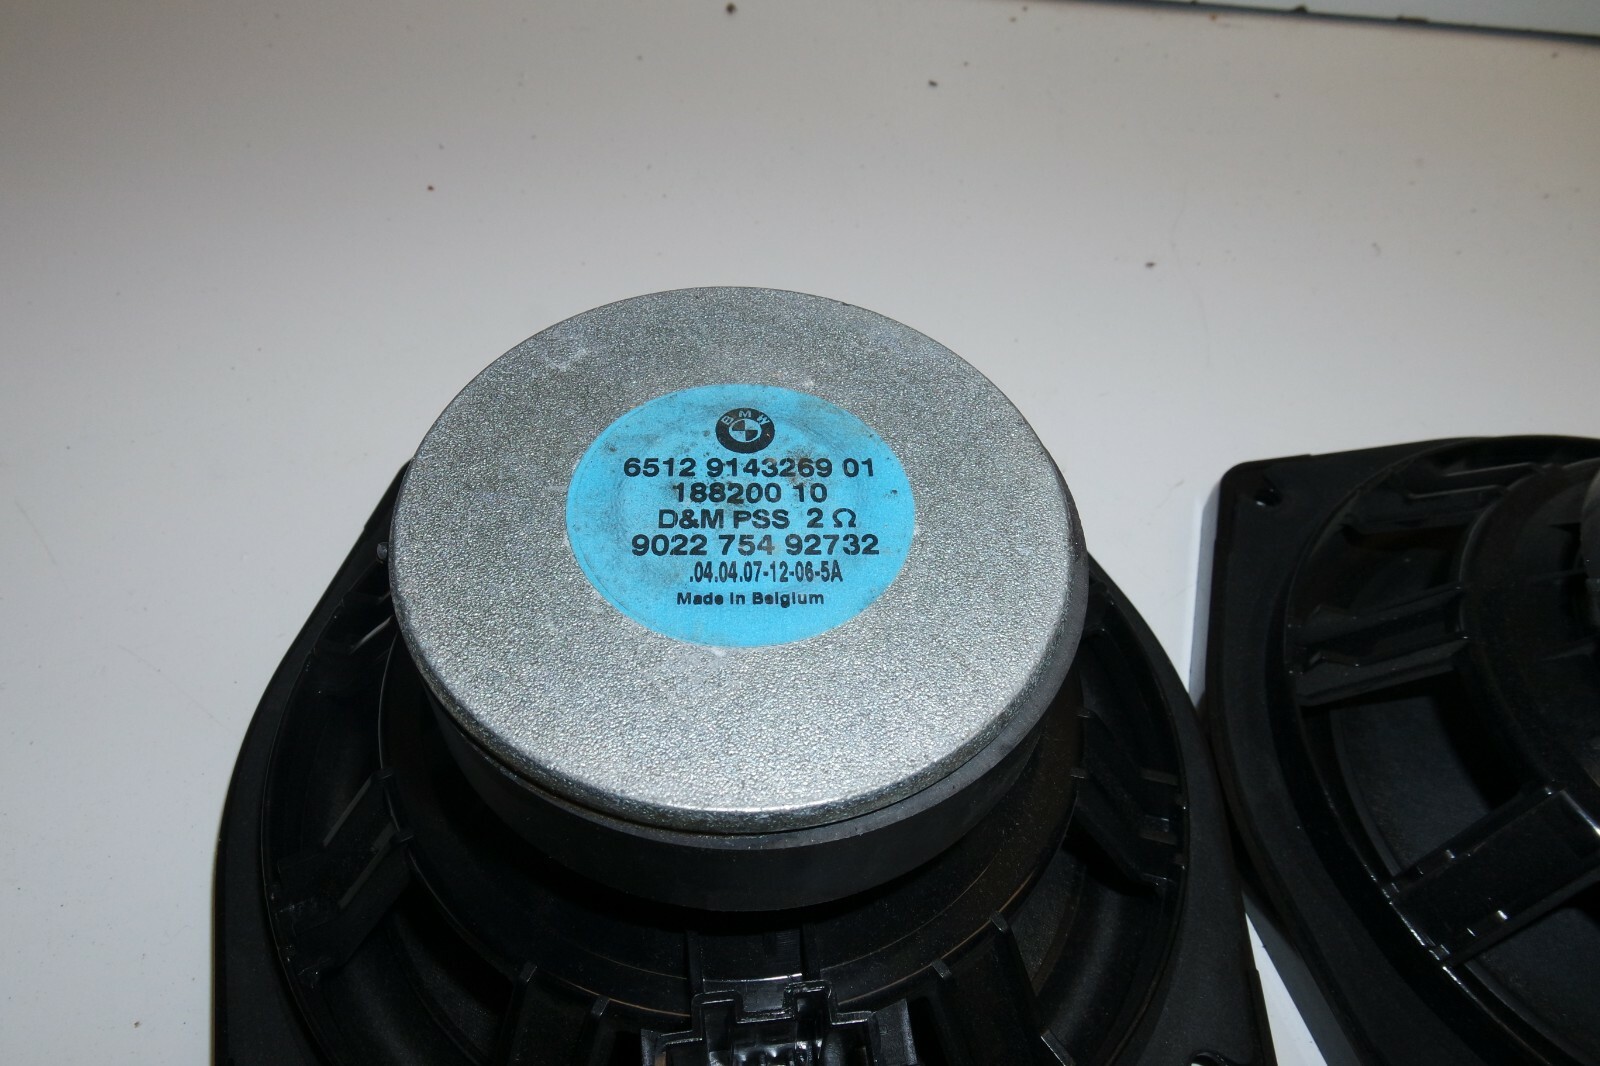 BMW
6512 9143269 01
188200 10
D&M PSS 2 Ω
9022 754 92732
.04.04.07-12-06-5A
Made In Belgium